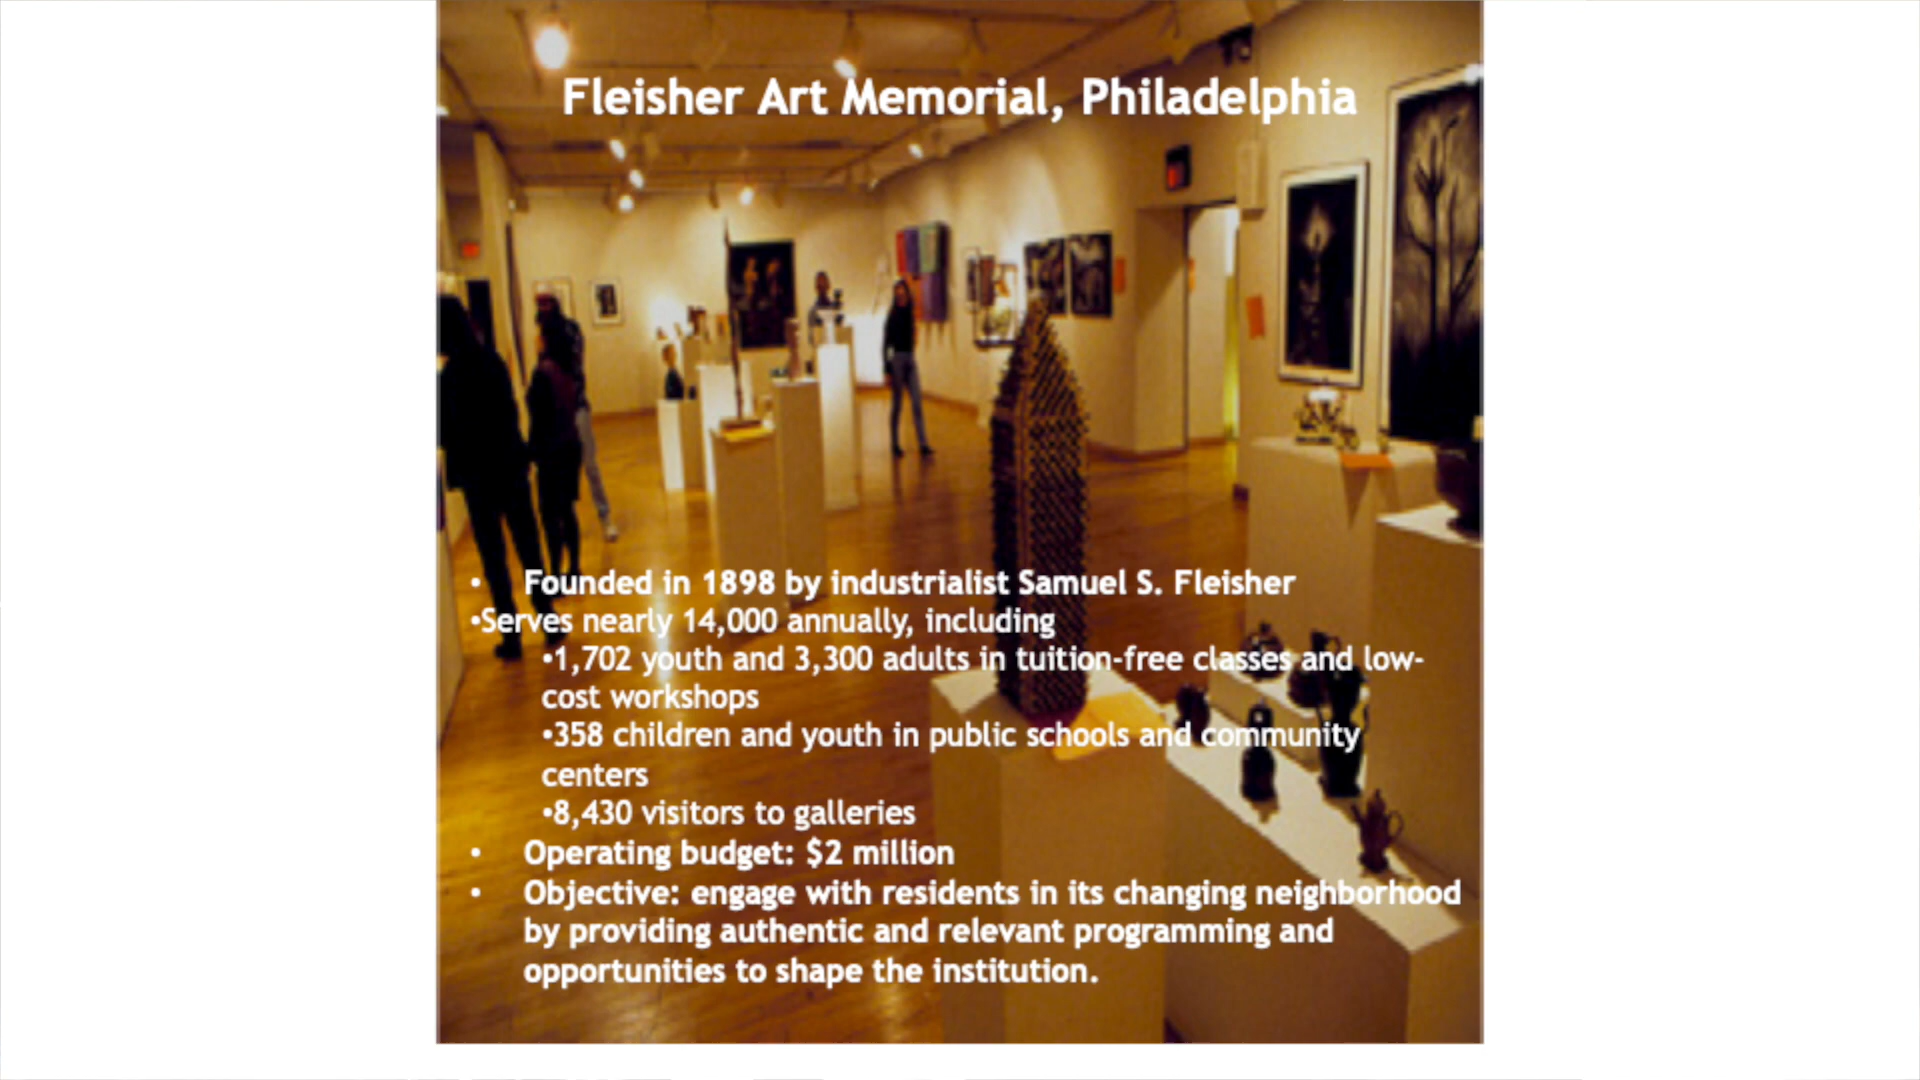 Fleisher Art Memorial, Philadelphia
• Founded in 1898 by industrialist Samuel S. Fleisher
•Serves nearly 14,000 annually, including
•1,702 youth and 3,300 adults in tuition-free classes and low-
cost workshops
•358 children and youth in public schools and community
centers
•8,430 visitors to galleries
• Operating budget: $2 million
• Objective: engage with residents in its changing neighborhood
by providing authentic and relevant programming and
opportunities to shape the institution.